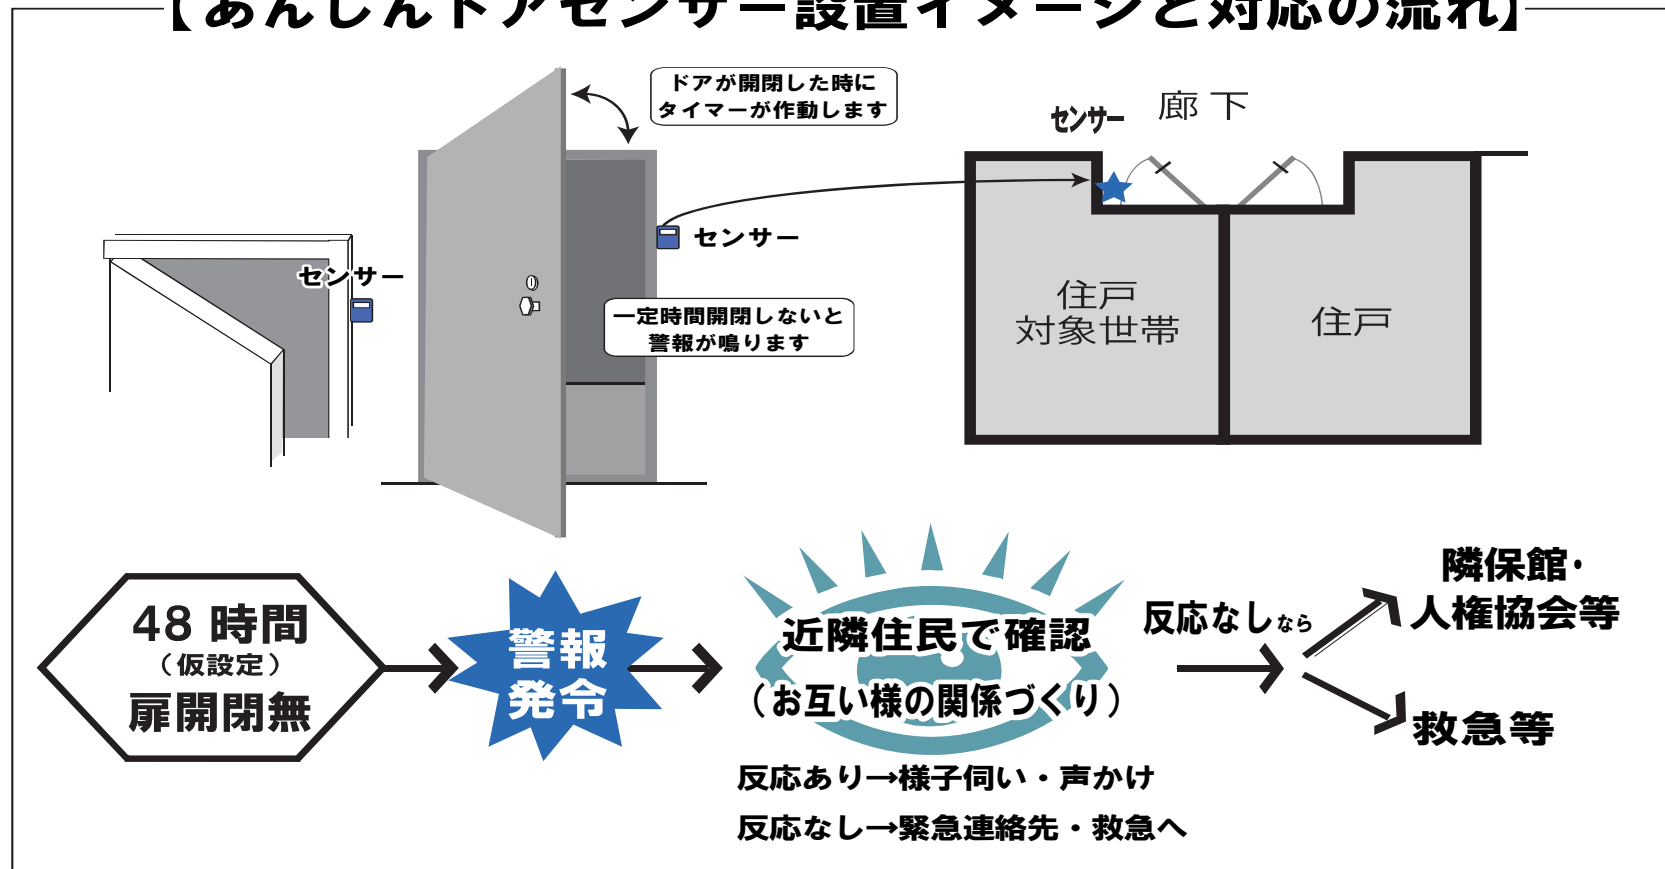 【あんしんドアセンサー設置イメージと対応の流れ】
ドアが開閉した時に
タイマーが作動します
センサー
廊下
センサー
センサー
一定時間開閉しないと
警報が鳴ります
住戸
対象世帯
住戸
48 時間
（仮設定）
扉開閉無
警報
発令
近隣住民で確認
（お互い様の関係づくり）
反応あり→様子伺い・声かけ
反応なし→緊急連絡先・救急へ
反応なしなら
隣保館・
人権協会等
救急等